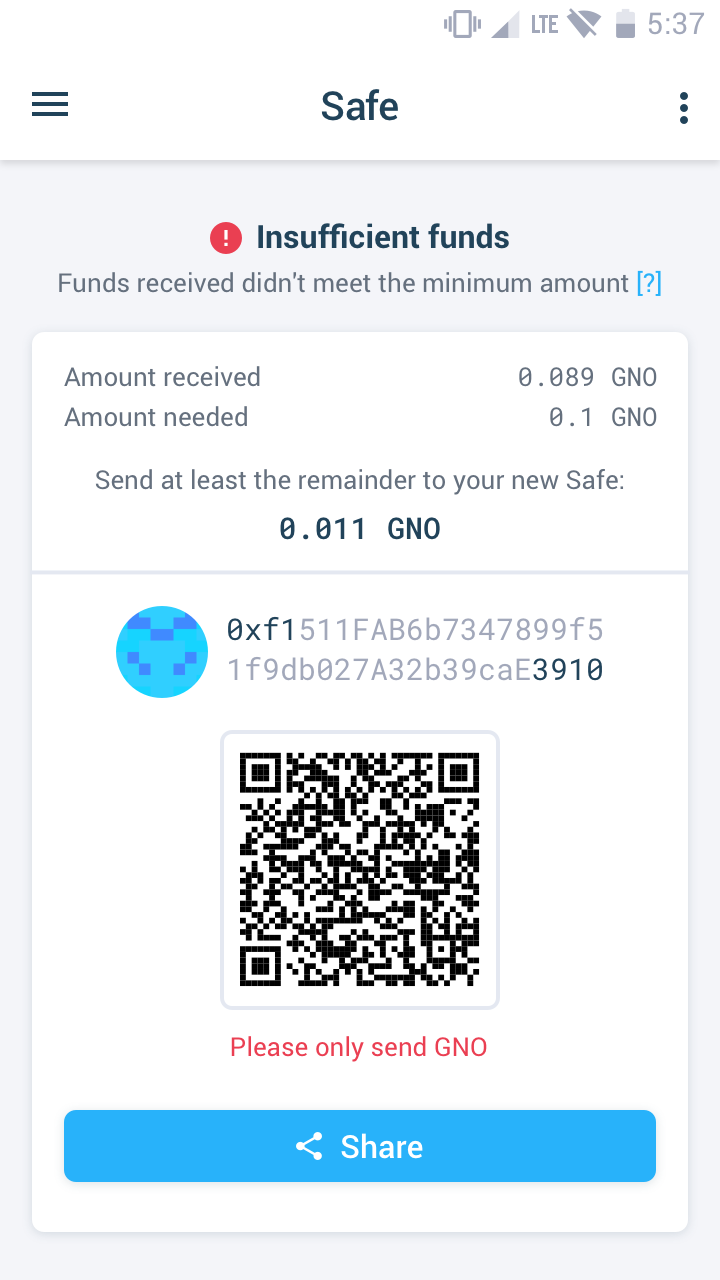 LTE 5:37
Safe
Insufficient funds
Funds received didn't meet the minimum amount [?]
Amount received 0.089 GNO
Amount needed 0.1 GNO
Send at least the remainder to your new Safe:
0.011 GNO
0xf1511FAB6b7347899f5
1f9db027A32b39caE3910
Please only send GNO
Share